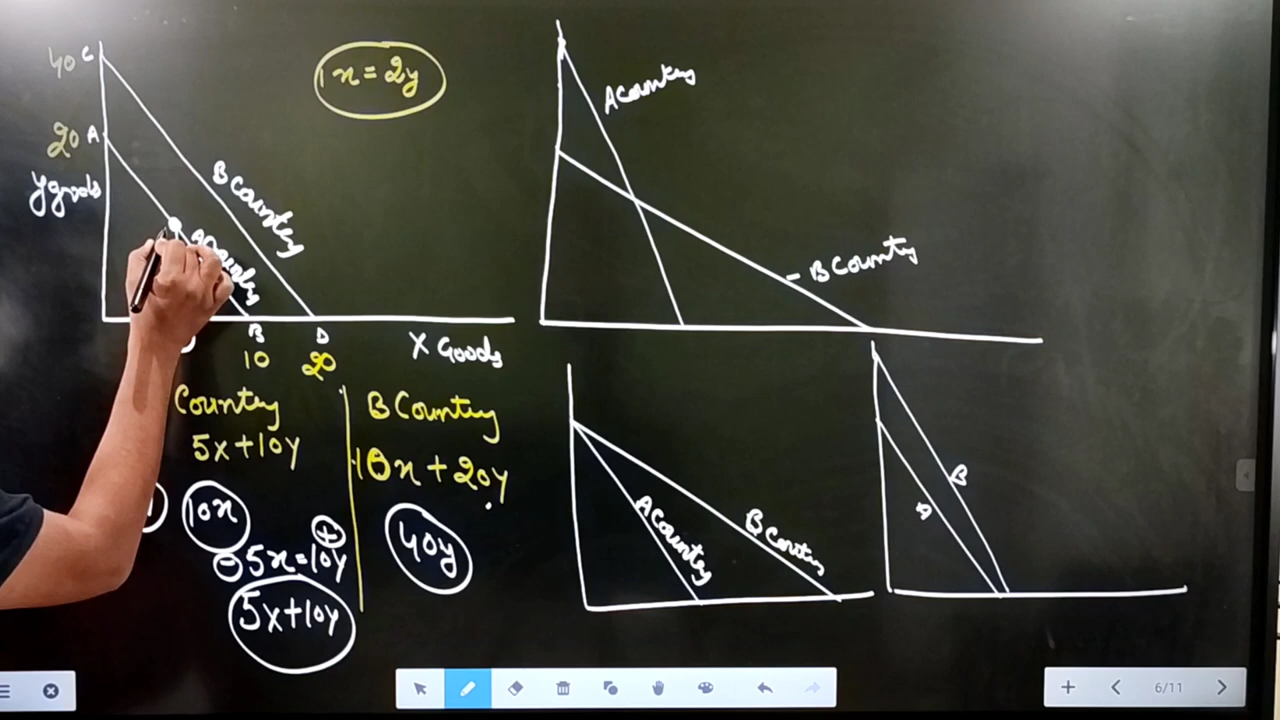 40 C
1x = 2y
20 A
y goods
B Country
B
D
10
20
X Goods
Country
5x+10y
B Country
10x + 20y
10x
+
- 5x = 10y
5x+10y
40y
A Country
- B Country
A Country
B Country
A
B
6/11